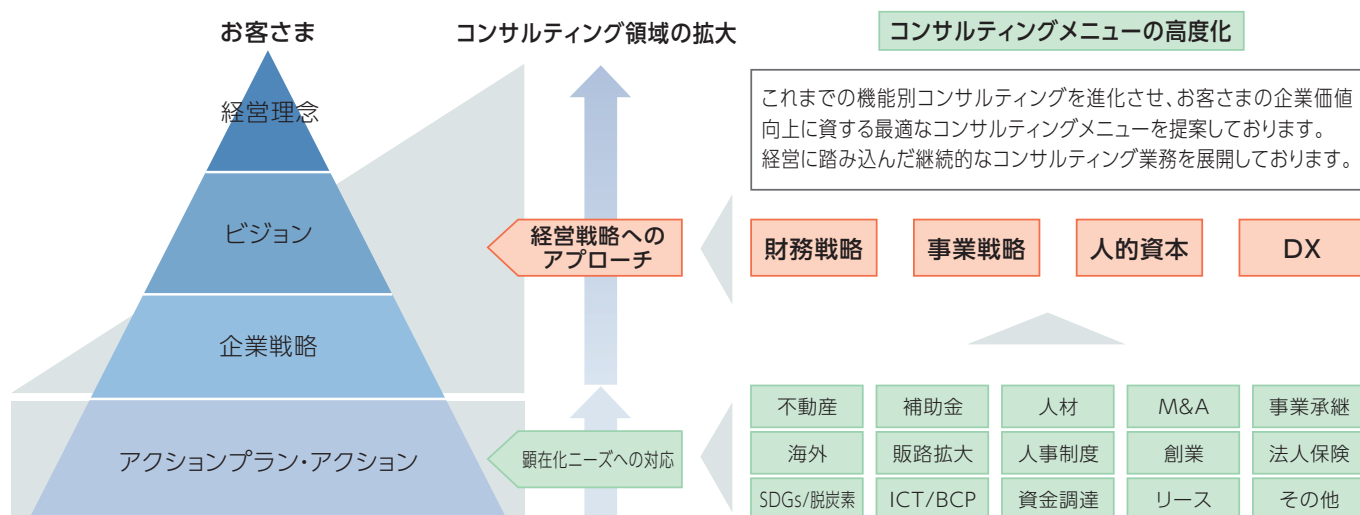 お客さま
コンサルティング領域の拡大
コンサルティングメニューの高度化
経営理念
ビジョン
企業戦略
アクションプラン・アクション
経営戦略への
アプローチ
顕在化ニーズへの対応
これまでの機能別コンサルティングを進化させ、お客さまの企業価値
向上に資する最適なコンサルティングメニューを提案しております。
経営に踏み込んだ継続的なコンサルティング業務を展開しております。
財務戦略
事業戦略
人的資本
DX
不動産
補助金
人材
M&A
事業承継
海外
販路拡大
人事制度
創業
法人保険
SDGs/脱炭素
ICT/BCP
資金調達
リース
その他